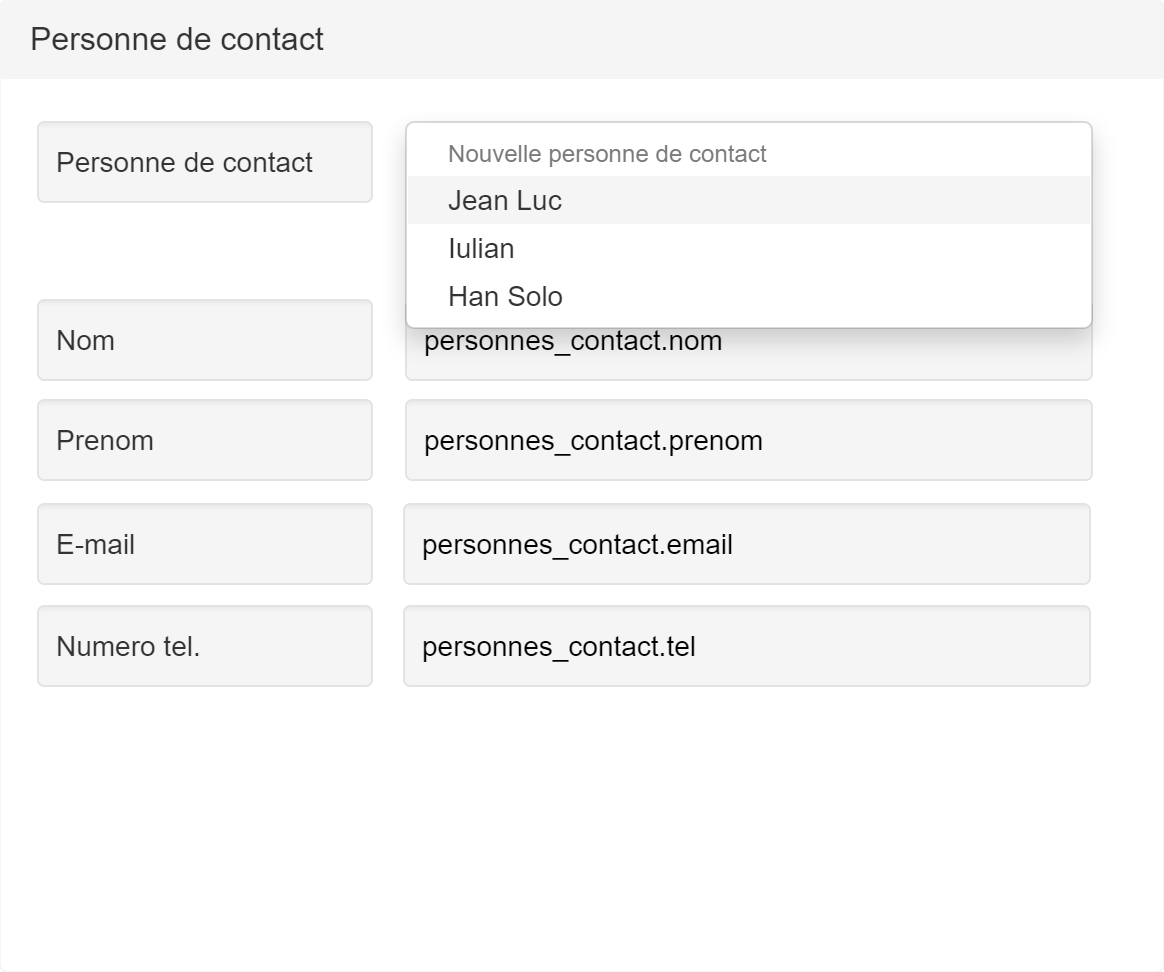 Personne de contact
Personne de contact
Nouvelle personne de contact
Jean Luc
Iulian
Han Solo
Nom
personnes_contact.nom
Prenom
personnes_contact.prenom
E-mail
personnes_contact.email
Numero tel.
personnes_contact.tel